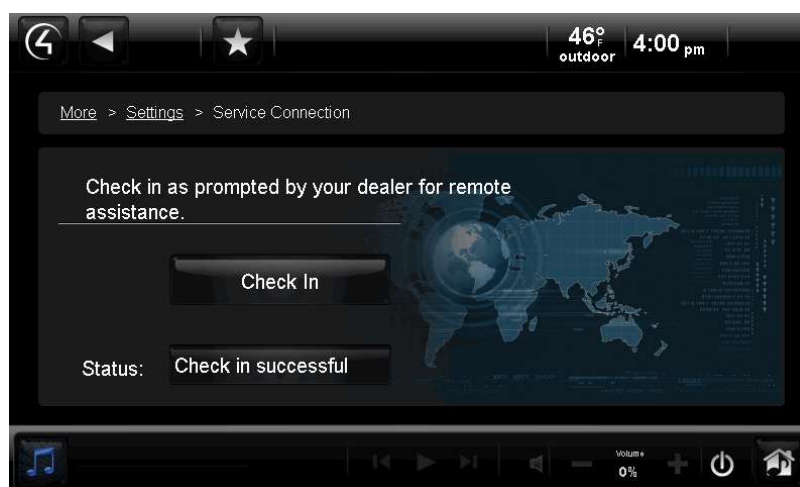 46°F
outdoor
4:00 pm
More > Settings > Service Connection
Check in as prompted by your dealer for remote
assistance.
Check In
Status:
Check in successful
Volume
0%